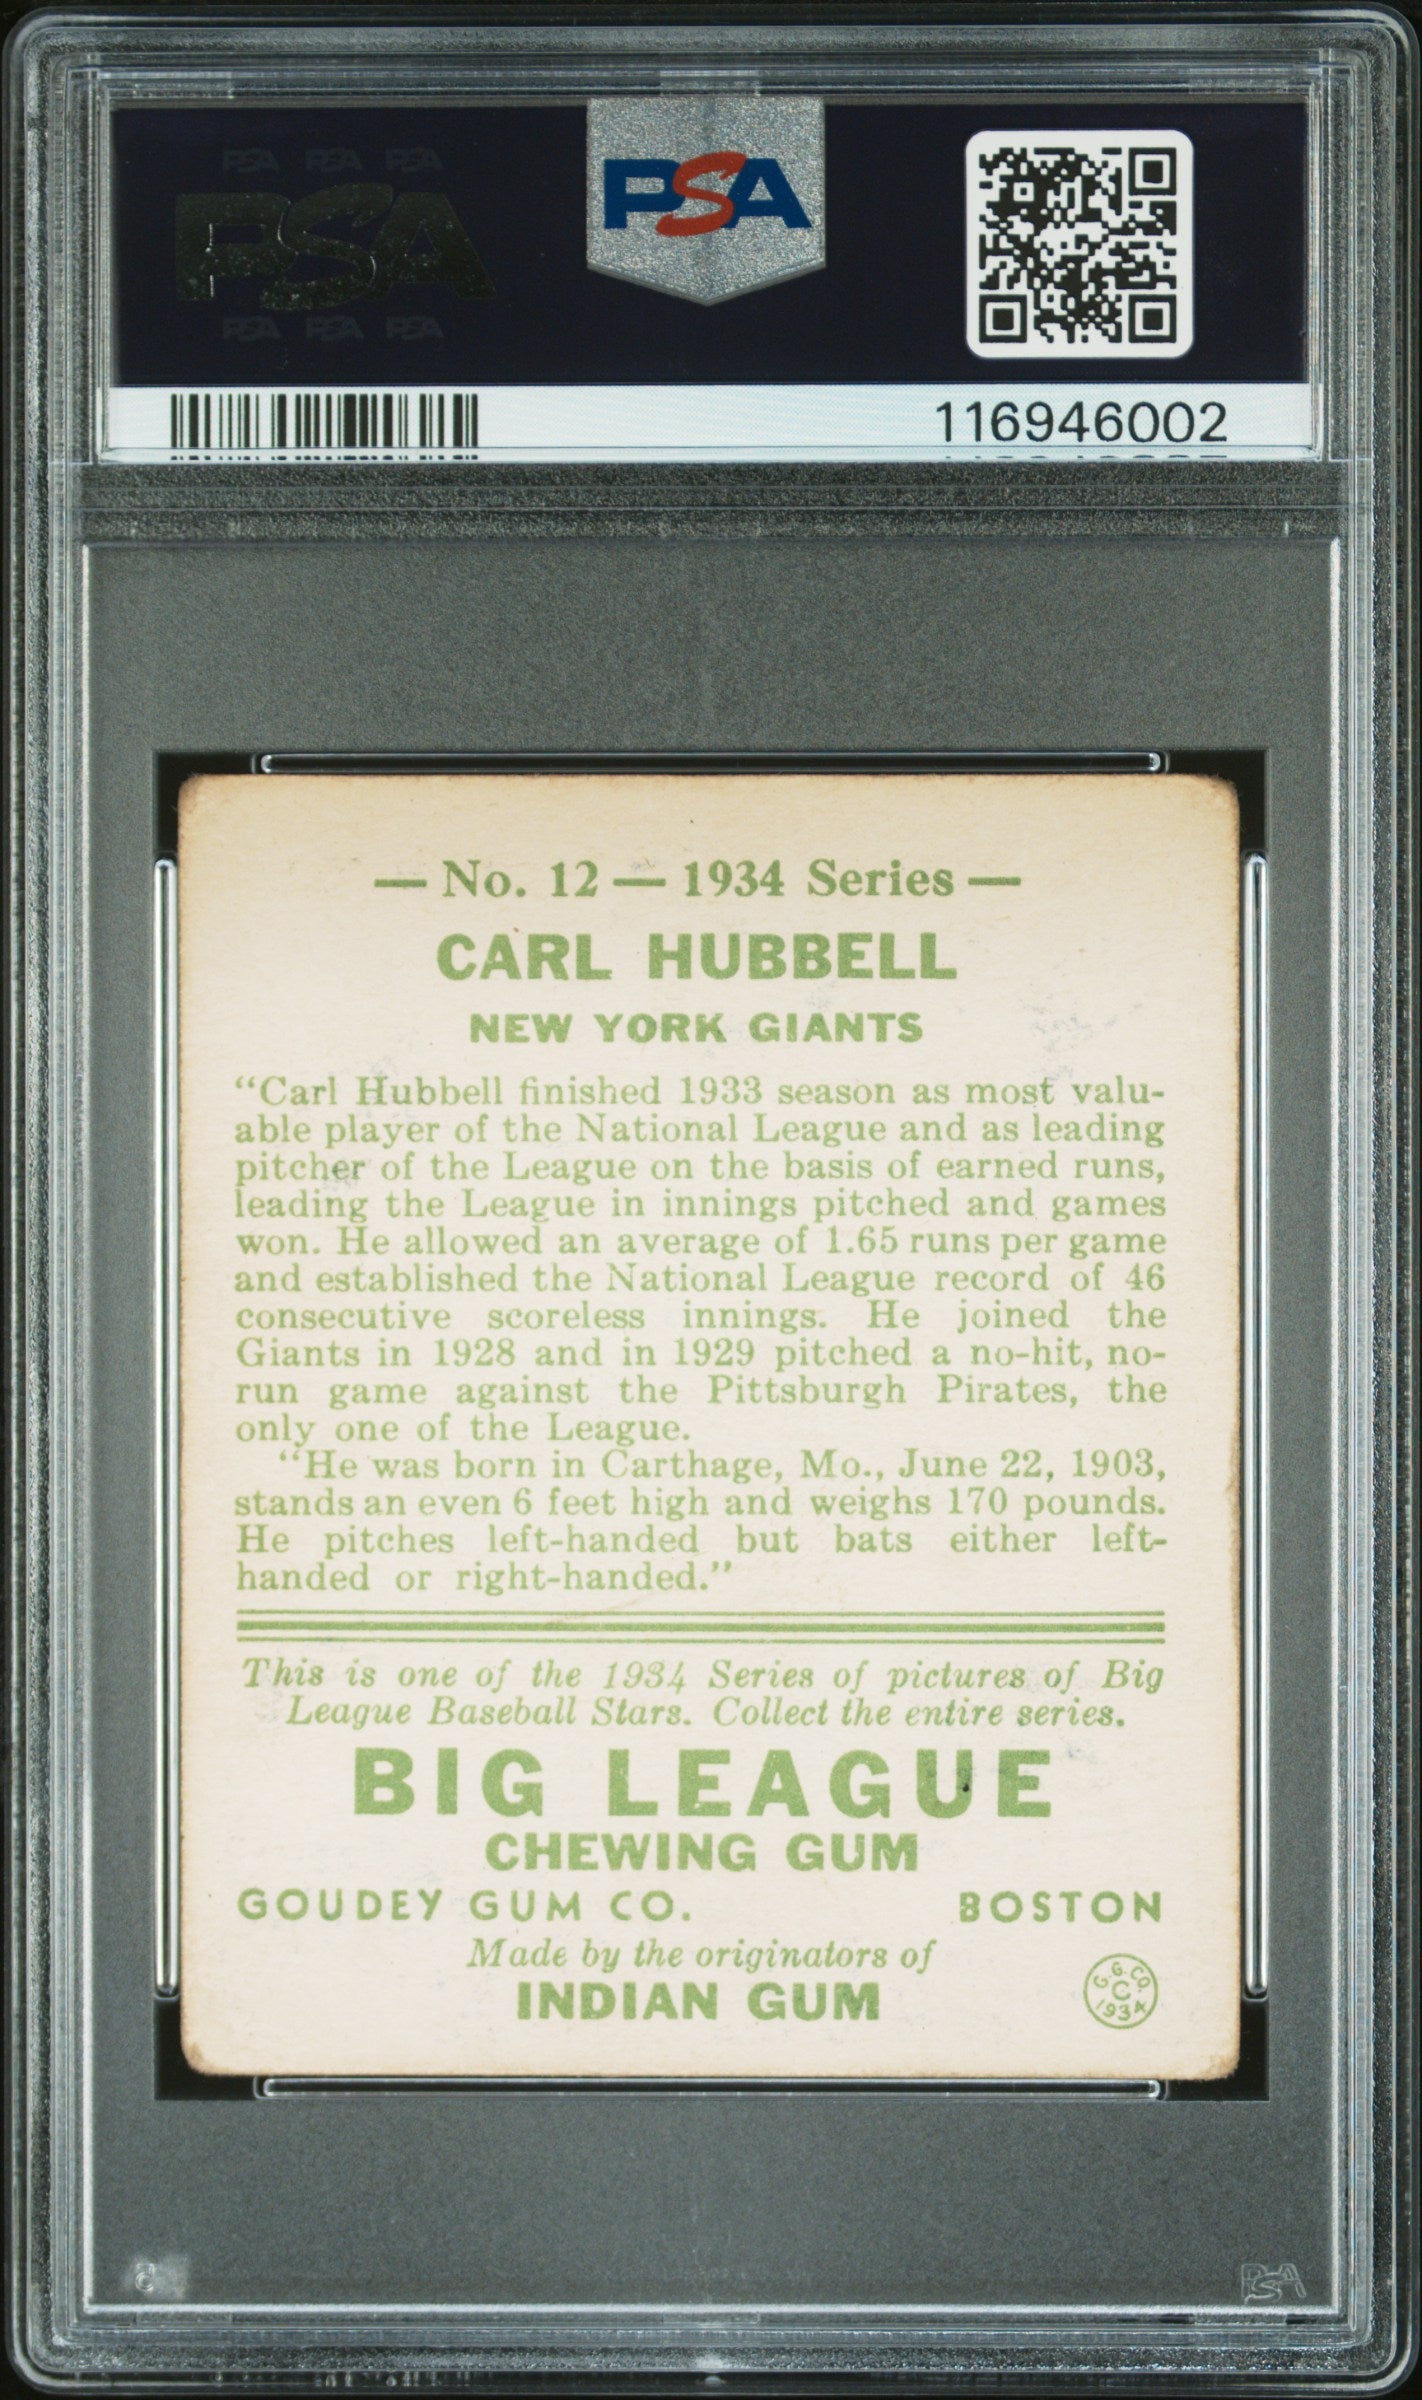 PSA PSA PSA
PSA
PSA PSA PSA
PSA
116946002
— No. 12 — 1934 Series —
CARL HUBBELL
NEW YORK GIANTS
“Carl Hubbell finished 1933 season as most valu-
able player of the National League and as leading
pitcher of the League on the basis of earned runs,
leading the League in innings pitched and games
won. He allowed an average of 1.65 runs per game
and established the National League record of 46
consecutive scoreless innings. He joined the
Giants in 1928 and in 1929 pitched a no-hit, no-
run game against the Pittsburgh Pirates, the
only one of the League.
“He was born in Carthage, Mo., June 22, 1903,
stands an even 6 feet high and weighs 170 pounds.
He pitches left-handed but bats either left-
handed or right-handed.”
This is one of the 1934 Series of pictures of Big
League Baseball Stars. Collect the entire series.
BIG LEAGUE
CHEWING GUM
GOUDEY GUM CO. BOSTON
Made by the originators of
INDIAN GUM
G. G. CO.
C
1934
PSA